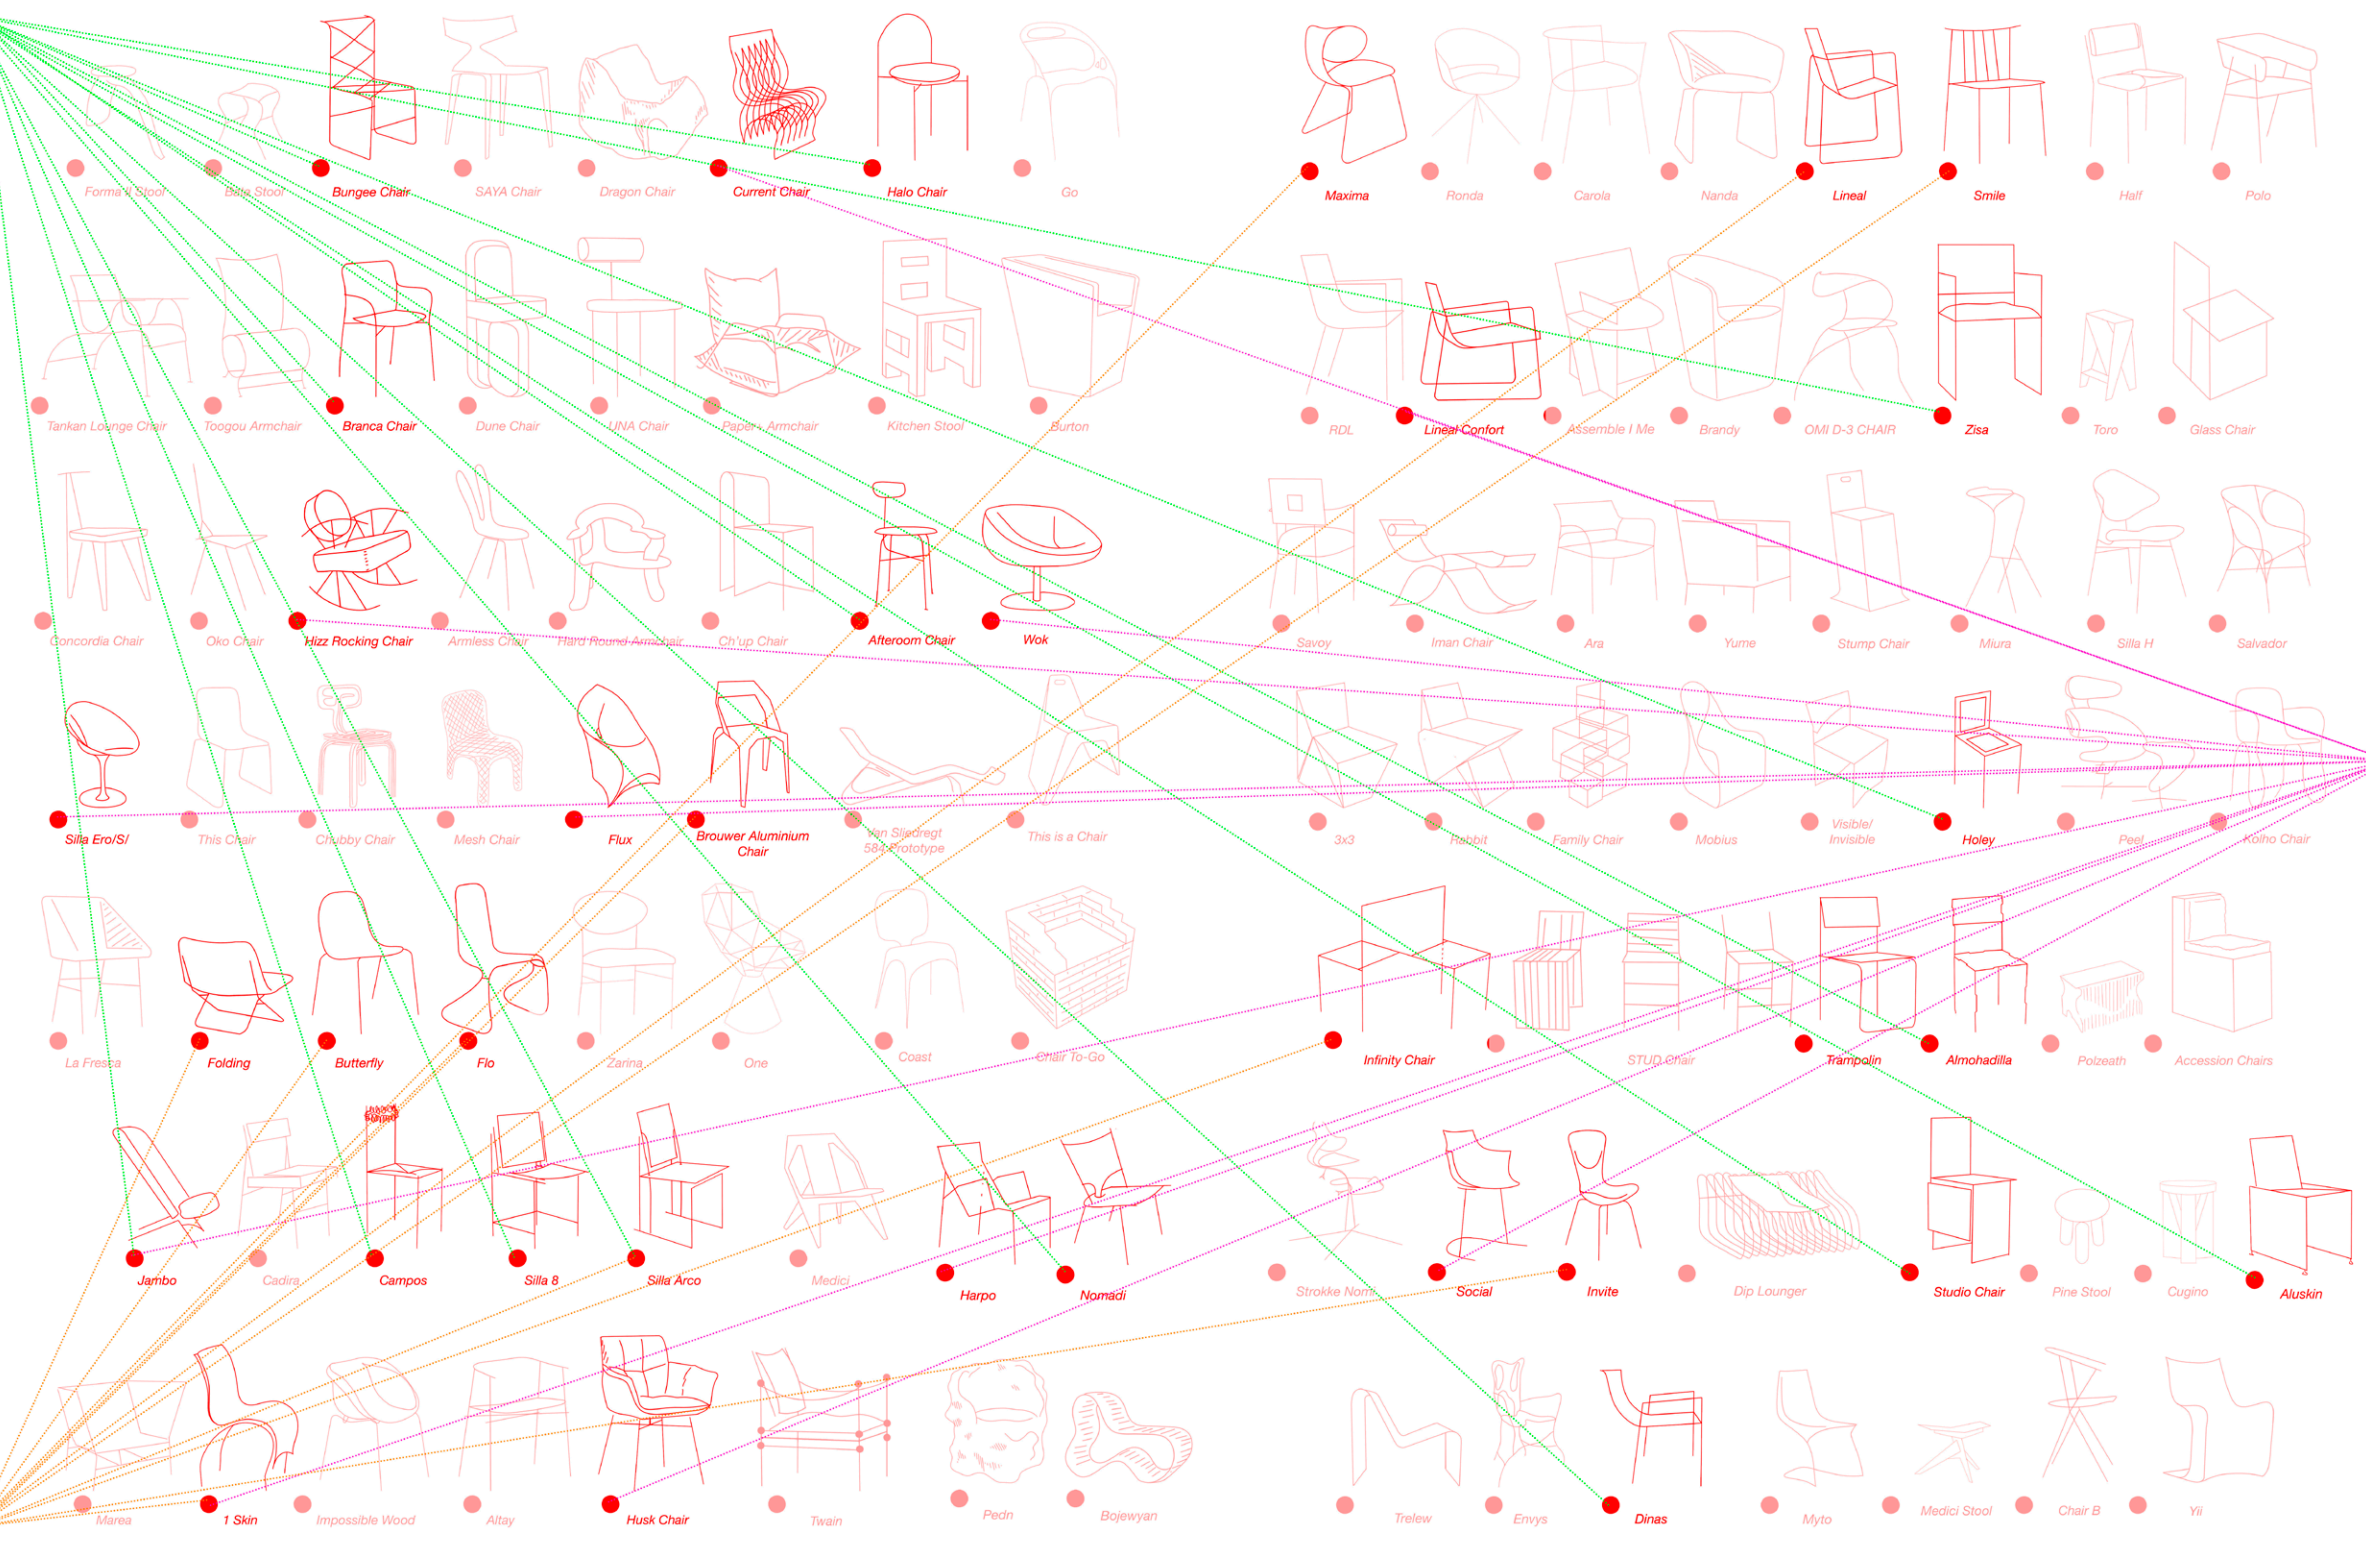 Forma II Stool
Bata Stool
Bungee Chair
SAYA Chair
Dragon Chair
Current Chair
Halo Chair
Go
Maxima
Ronda
Carola
Nanda
Lineal
Smile
Half
Polo
Tankan Lounge Chair
Toogou Armchair
Branca Chair
Dune Chair
UNA Chair
Paper+ Armchair
Kitchen Stool
Burton
RDL
Lineal Confort
Assemble I Me
Brandy
OMI D-3 CHAIR
Zisa
Toro
Glass Chair
Concordia Chair
Oko Chair
Hizz Rocking Chair
Armless Chair
Hard Round Armchair
Ch'up Chair
Afteroom Chair
Wok
Savoy
Iman Chair
Ara
Yume
Stump Chair
Miura
Silla H
Salvador
Silla Ero/S/
This Chair
Chubby Chair
Mesh Chair
Flux
Brouwer Aluminium
Chair
Van Sliedregt
584 Prototype
This is a Chair
3x3
Rabbit
Family Chair
Mobius
Visible/
Invisible
Holey
Peel
Kolho Chair
La Fresca
Folding
Butterfly
Flo
Zarina
One
Coast
Chair To-Go
Infinity Chair
STUD Chair
Trampolin
Almohadilla
Polzeath
Accession Chairs
Jambo
Cadira
Campos
Silla 8
Silla Arco
Medici
Harpo
Nomadi
Strokke Nomi
Social
Invite
Dip Lounger
Studio Chair
Pine Stool
Cugino
Aluskin
Marea
1 Skin
Impossible Wood
Altay
Husk Chair
Twain
Pedn
Bojewyan
Trelew
Envys
Dinas
Myto
Medici Stool
Chair B
Yii